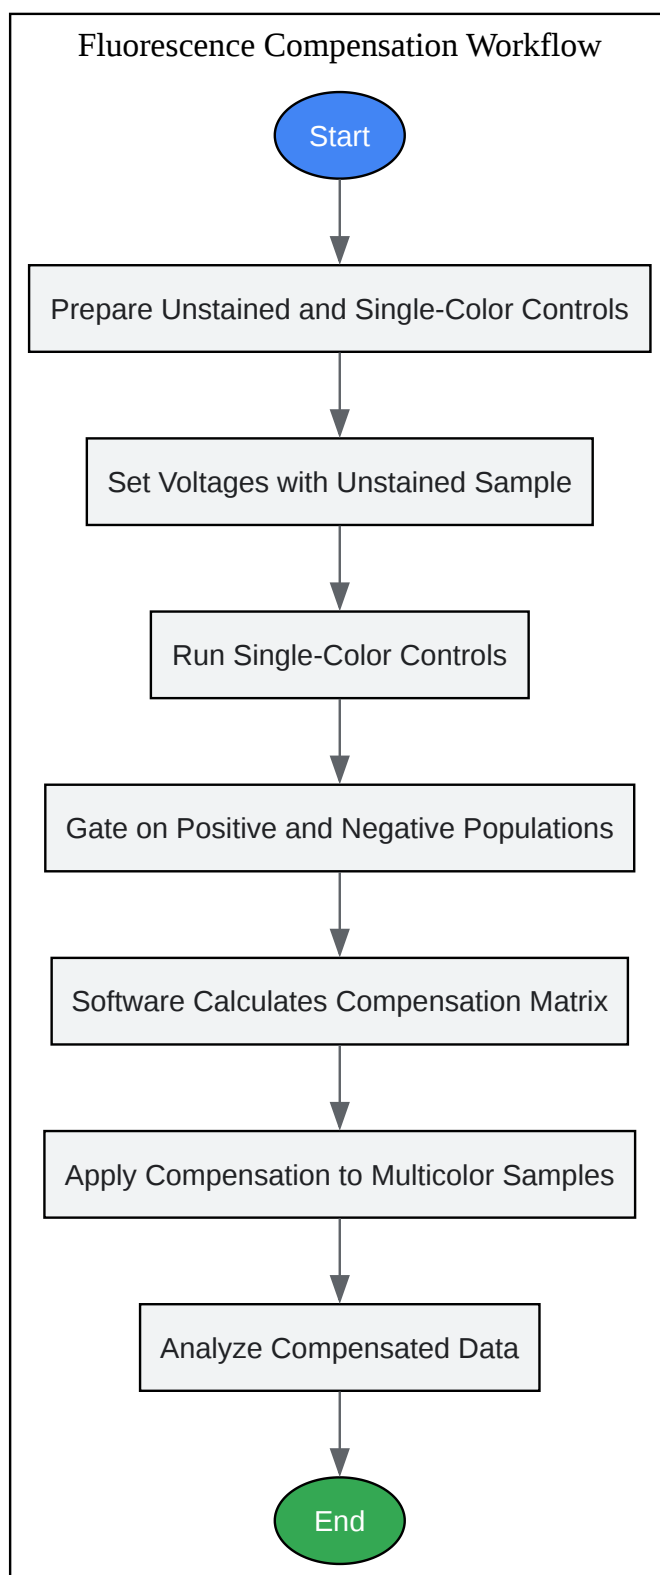 Fluorescence Compensation Workflow
Start
Prepare Unstained and Single-Color Controls
Set Voltages with Unstained Sample
Run Single-Color Controls
Gate on Positive and Negative Populations
Software Calculates Compensation Matrix
Apply Compensation to Multicolor Samples
Analyze Compensated Data
End